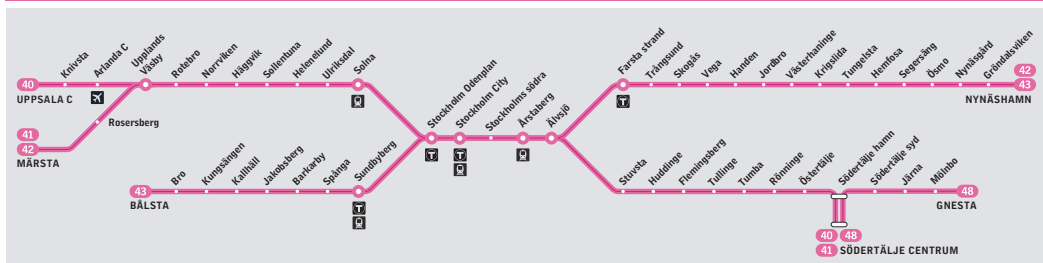 40
UPPSALA C
Knivsta
Arlanda C
Upplands
Väsby
Rotebro
Norrviken
Häggvik
Sollentuna
Helenelund
Ulriksdal
Solna
41
42
MÄRSTA
Rosersberg
43
BÅLSTA
Bro
Kungsängen
Kallhäll
Jakobsberg
Barkarby
Spånga
Sundbyberg
T
Stockholm Odenplan
T
Stockholm City
T
Stockholms södra
Årstaberg
Älvsjö
Farsta strand
T
Trångsund
Skogås
Vega
Handen
Jordbro
Västerhaninge
Krigslida
Tungelsta
Hemfosa
Segersäng
Ösmo
Nynäsgård
Gröndalsviken
42
43
NYNÄSHAMN
Stuvsta
Huddinge
Flemingsberg
Tullinge
Tumba
Rönninge
Östertälje
Södertälje hamn
Södertälje syd
Järna
Mölnbo
48
GNESTA
40 48
41 SÖDERTÄLJE CENTRUM